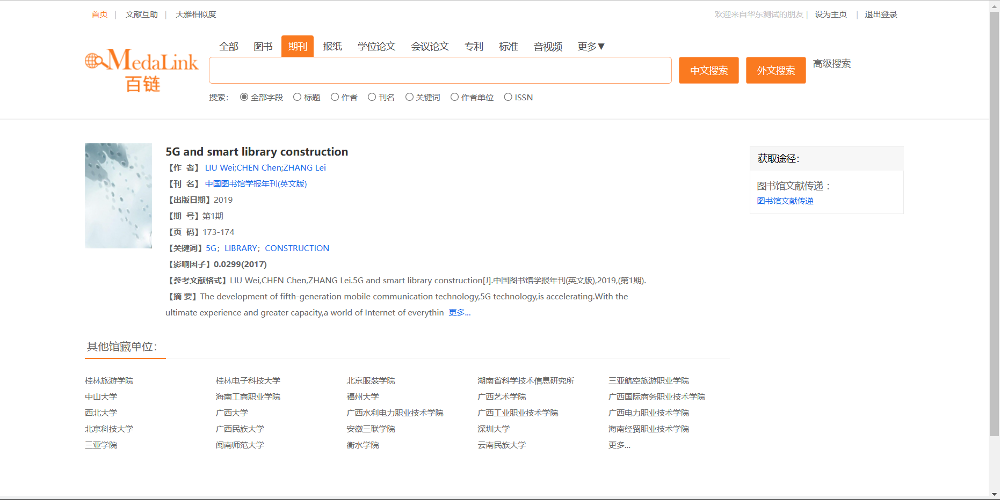 首页 | 文献互助 | 大雅相似度
欢迎来自华东测试的朋友 | 设为主页 | 退出登录
MedaLink
百链
全部 图书 期刊 报纸 学位论文 会议论文 专利 标准 音视频 更多▼
中文搜索 外文搜索 高级搜索
搜索： 全部字段 标题 作者 刊名 关键词 作者单位 ISSN
5G and smart library construction
【作 者】 LIU Wei;CHEN Chen;ZHANG Lei
【刊 名】 中国图书馆学报年刊(英文版)
【出版日期】2019
【期 号】第1期
【页 码】173-174
【关键词】5G；LIBRARY；CONSTRUCTION
【影响因子】0.0299(2017)
【参考文献格式】LIU Wei,CHEN Chen,ZHANG Lei.5G and smart library construction[J].中国图书馆学报年刊(英文版),2019,(第1期).
【摘 要】The development of fifth-generation mobile communication technology,5G technology,is accelerating.With the
ultimate experience and greater capacity,a world of Internet of everythin 更多...
获取途径：
图书馆文献传递：
图书馆文献传递
其他馆藏单位：
桂林旅游学院 桂林电子科技大学 北京服装学院 湖南省科学技术信息研究所 三亚航空旅游职业学院
中山大学 海南工商职业学院 福州大学 广西艺术学院 广西国际商务职业技术学院
西北大学 广西大学 广西水利电力职业技术学院 广西工业职业技术学院 广西电力职业技术学院
北京科技大学 广西民族大学 安徽三联学院 深圳大学 海南经贸职业技术学院
三亚学院 闽南师范大学 衡水学院 云南民族大学 更多...